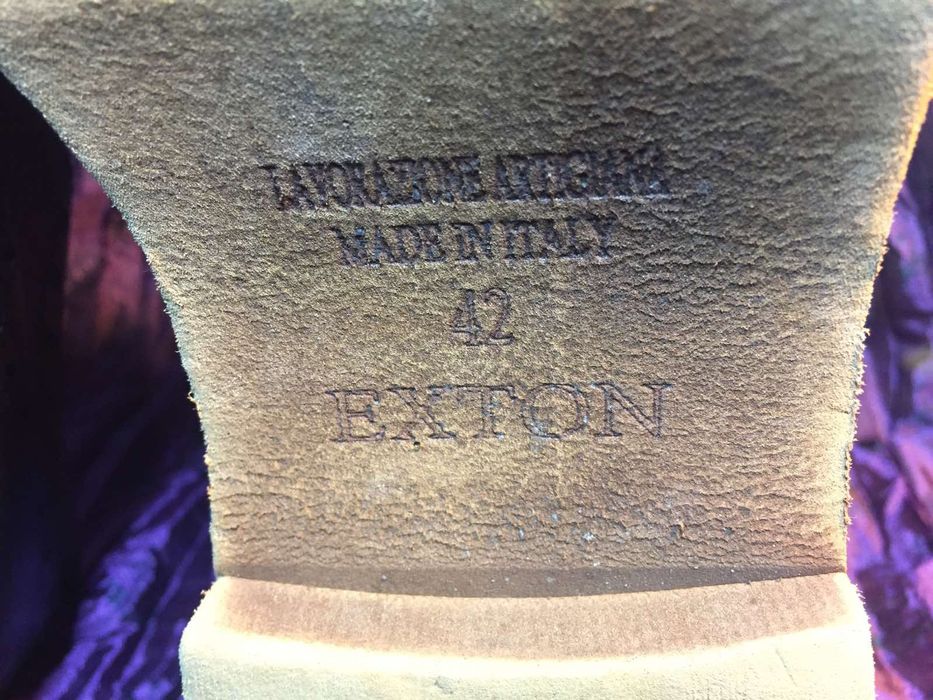 LAVORAZIONE ARTIGIANA
MADE IN ITALY
42
EXTON